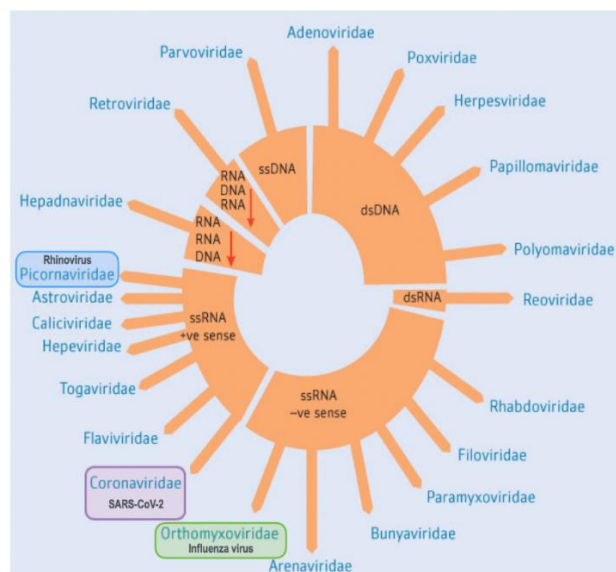 Adenoviridae
Parvoviridae
Poxviridae
Retroviridae
Herpesviridae
ssDNA
RNA
DNA
RNA
Papillomaviridae
Hepadnaviridae
dsDNA
RNA
RNA
DNA
Polyomaviridae
Rhinovirus
Picornaviridae
Astroviridae
dsRNA
Reoviridae
Caliciviridae
ssRNA
+ve sense
Hepeviridae
Togaviridae
ssRNA
–ve sense
Rhabdoviridae
Flaviviridae
Filoviridae
Coronaviridae
SARS-CoV-2
Paramyxoviridae
Orthomyxoviridae
Influenza virus
Bunyaviridae
Arenaviridae